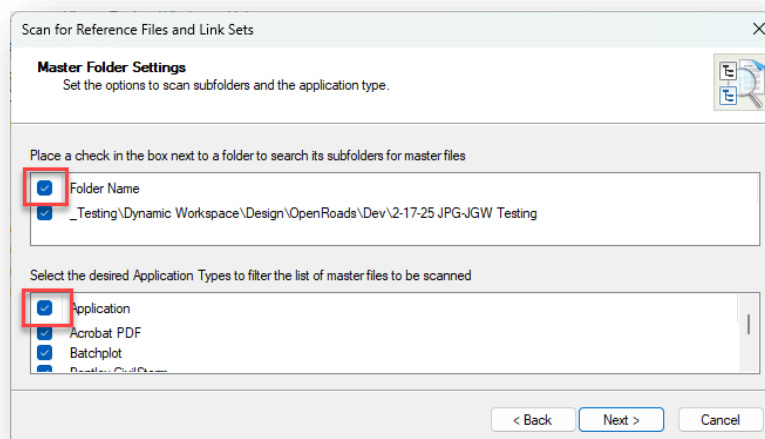 Scan for Reference Files and Link Sets
Master Folder Settings
Set the options to scan subfolders and the application type.
Place a check in the box next to a folder to search its subfolders for master files
Folder Name
_Testing\Dynamic Workspace\Design\OpenRoads\Dev\2-17-25 JPG-JGW Testing
Select the desired Application Types to filter the list of master files to be scanned
Application
Acrobat PDF
Batchplot
Bentley CivilStorm
< Back
Next >
Cancel